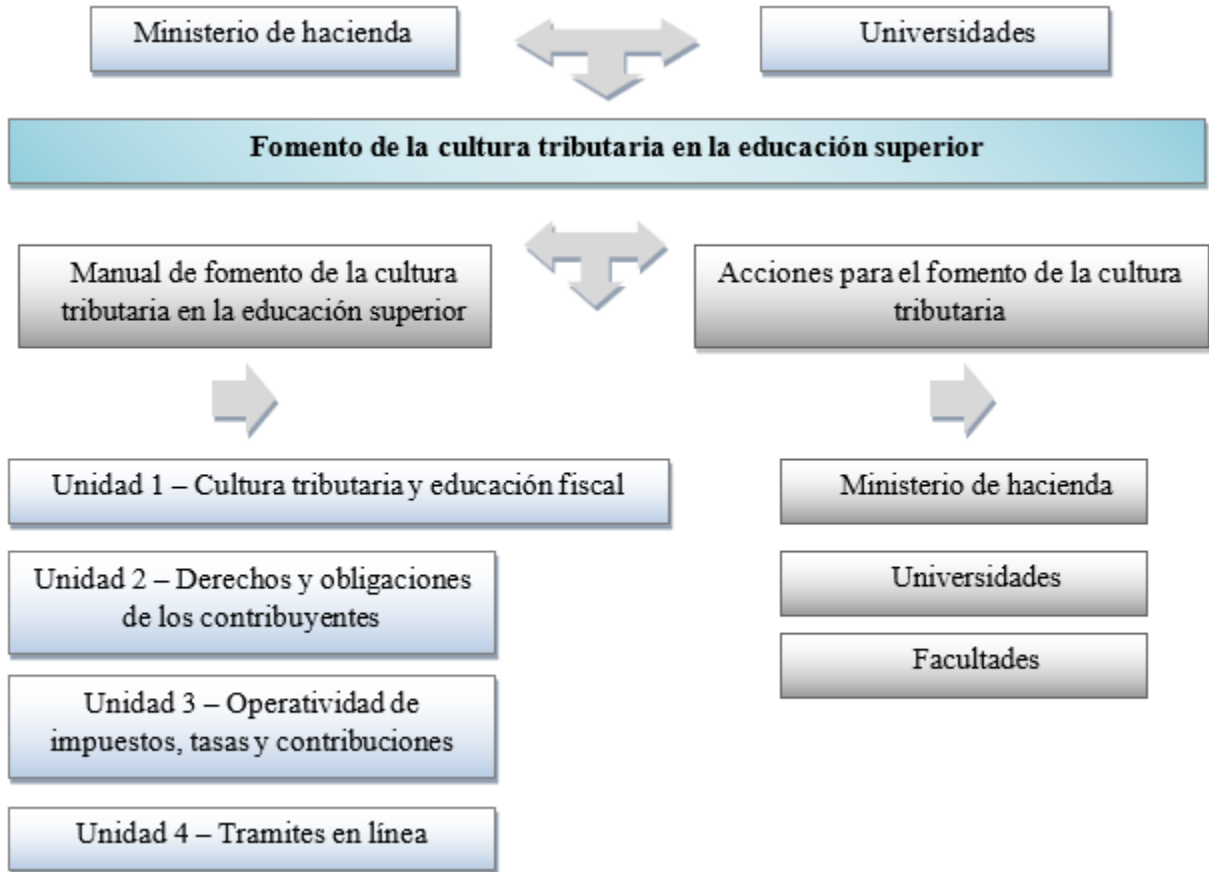 Ministerio de hacienda
Universidades
Fomento de la cultura tributaria en la educación superior
Manual de fomento de la cultura
tributaria en la educación superior
Acciones para el fomento de la cultura
tributaria
Unidad 1 – Cultura tributaria y educación fiscal
Unidad 2 – Derechos y obligaciones
de los contribuyentes
Unidad 3 – Operatividad de
impuestos, tasas y contribuciones
Unidad 4 – Tramites en línea
Ministerio de hacienda
Universidades
Facultades